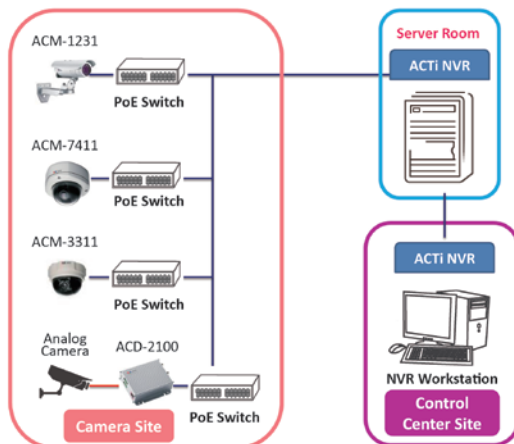 ACM-1231
PoE Switch
ACM-7411
PoE Switch
ACM-3311
PoE Switch
Analog
Camera
ACD-2100
PoE Switch
Camera Site
Server Room
ACTi NVR
ACTi NVR
NVR Workstation
Control
Center Site